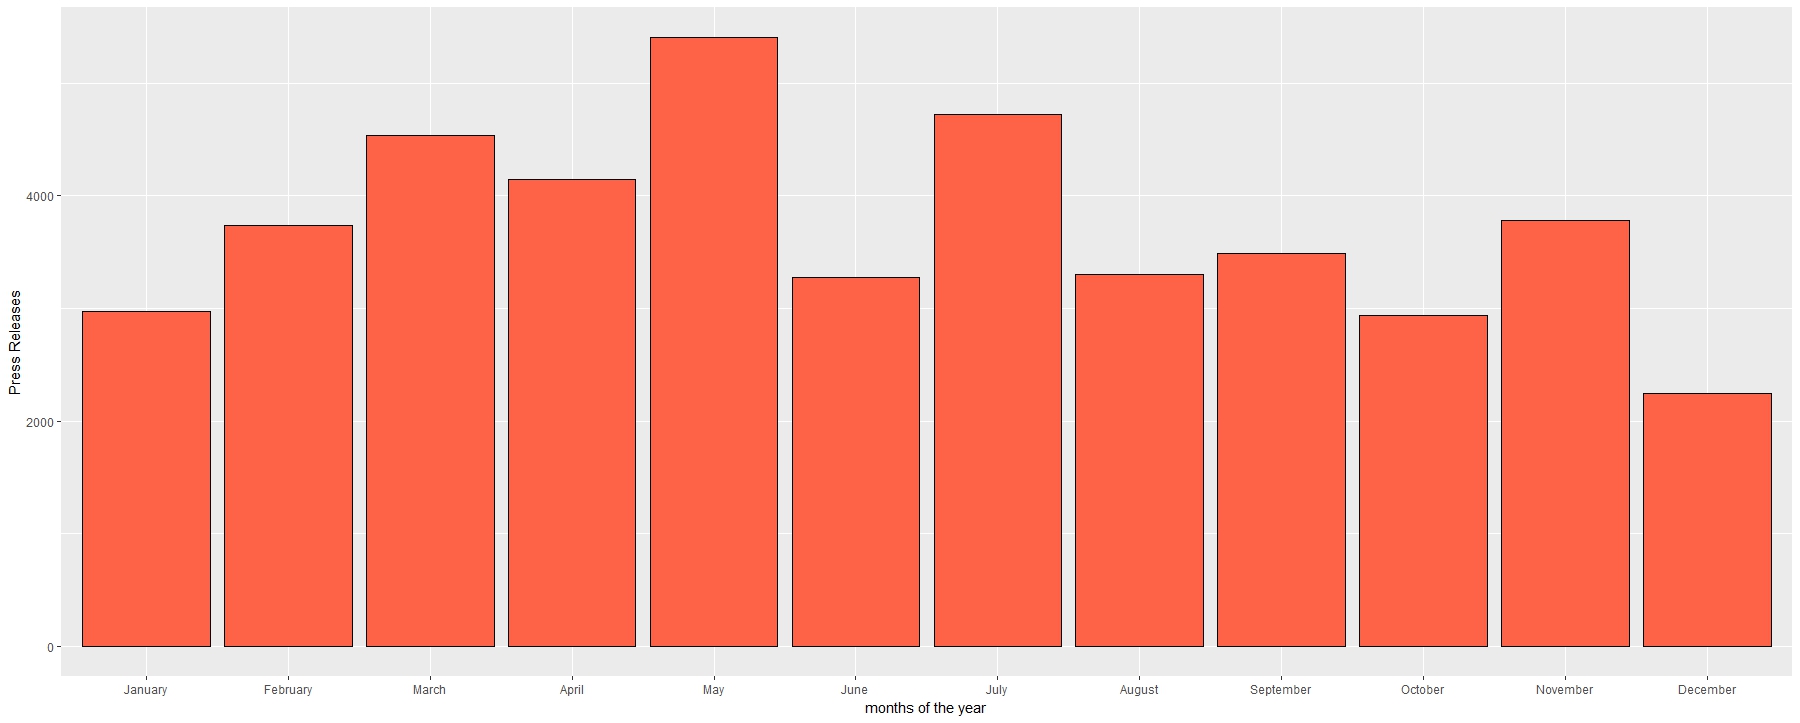 Press Releases
4000
2000
0
January February March April May June July August September October November December
months of the year